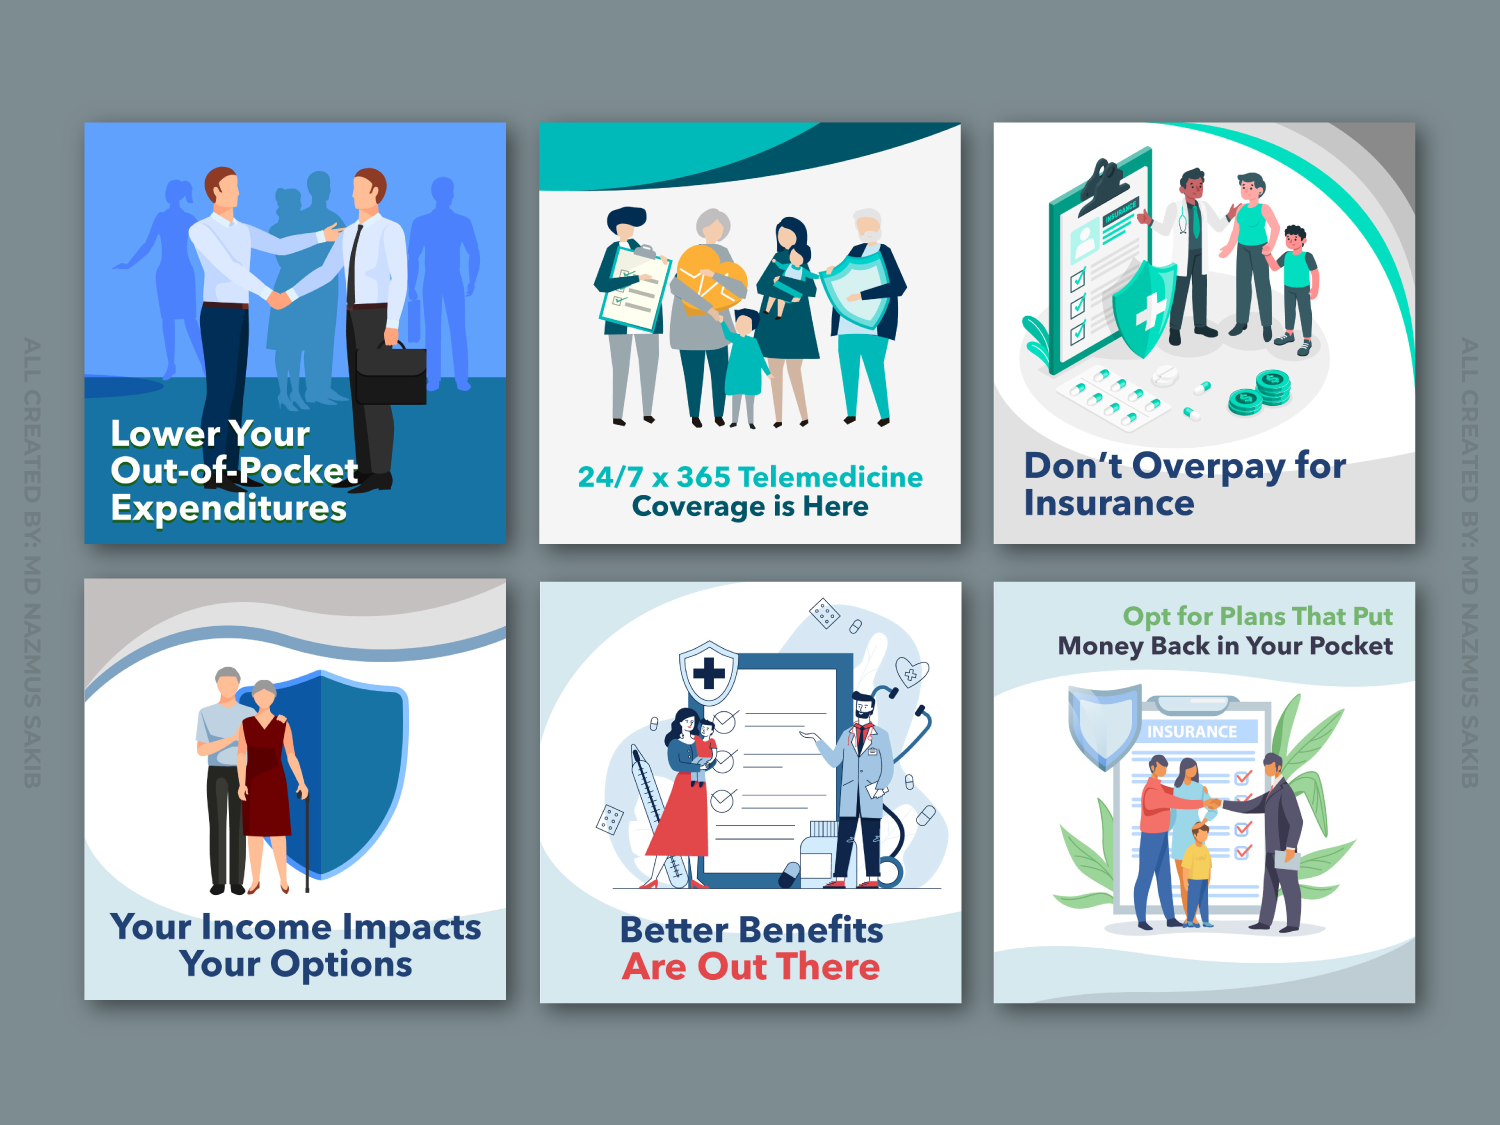 ALL CREATED BY: MD NAZMUS SAKIB
Lower Your
Out-of-Pocket
Expenditures
24/7 x 365 Telemedicine
Coverage is Here
INSURANCE
Don't Overpay for
Insurance
Your Income Impacts
Your Options
Better Benefits
Are Out There
Opt for Plans That Put
Money Back in Your Pocket
INSURANCE
ALL CREATED BY: MD NAZMUS SAKIB